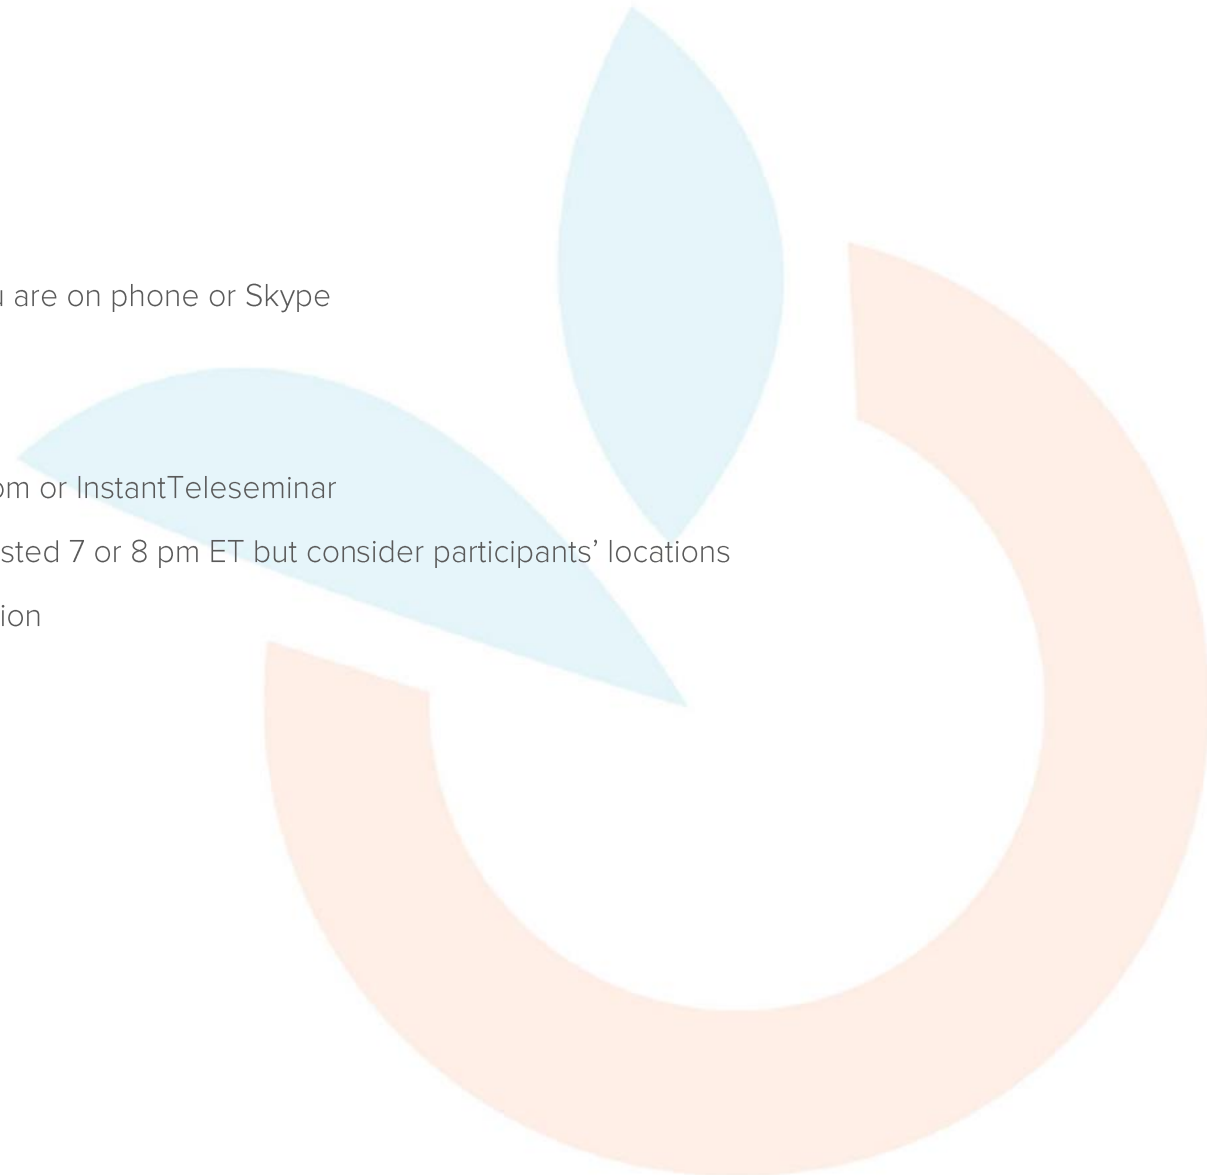 are on phone or Skype
or InstantTeleseminar
7 or 8 pm ET but consider participants’ locations